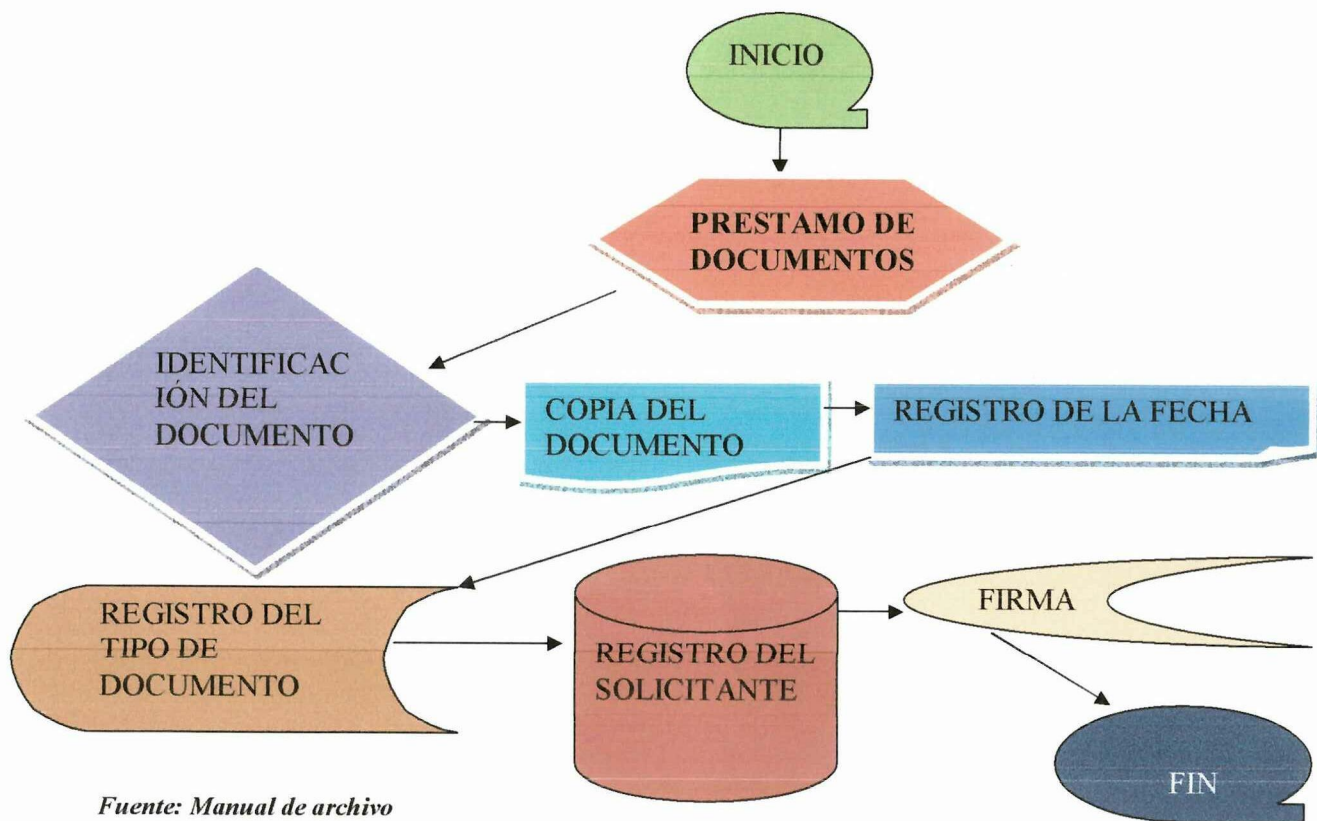 INICIO
PRESTAMO DE
DOCUMENTOS
IDENTIFICAC
IÓN DEL
DOCUMENTO
COPIA DEL
DOCUMENTO
REGISTRO DE LA FECHA
REGISTRO DEL
TIPO DE
DOCUMENTO
REGISTRO DEL
SOLICITANTE
FIRMA
FIN
Fuente: Manual de archivo